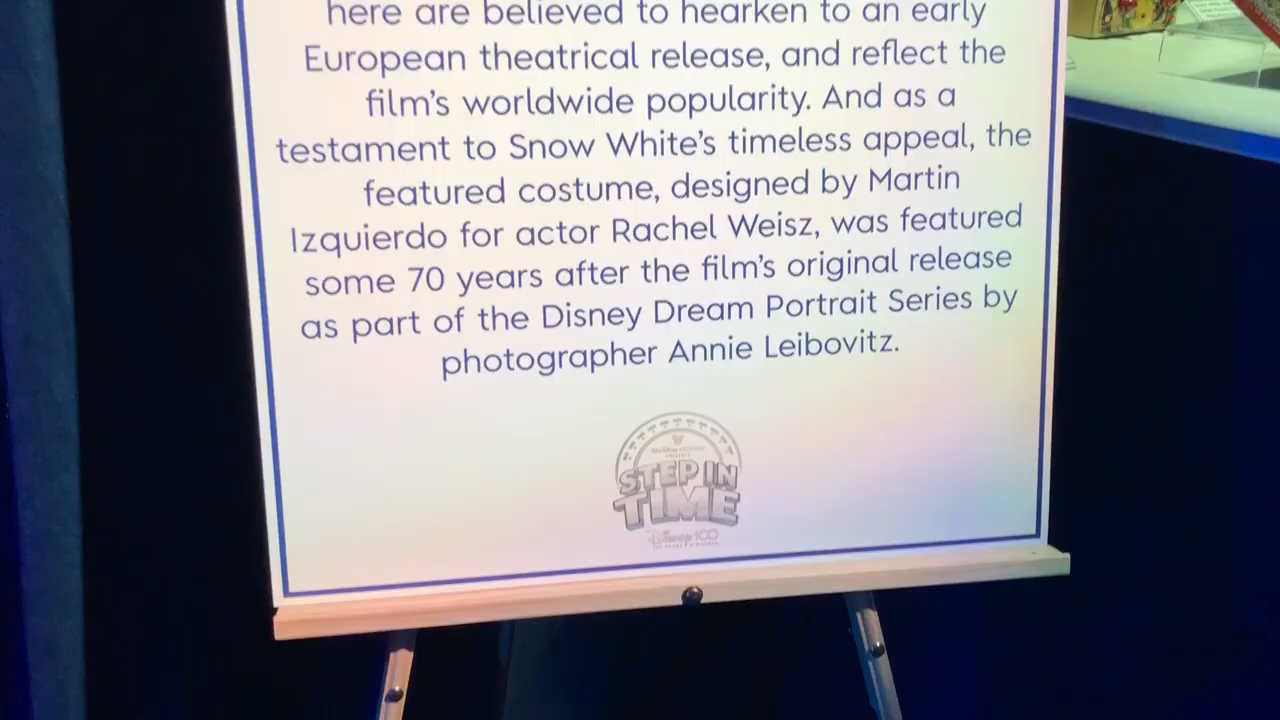 here are believed to hearken to an early
European theatrical release, and reflect the
film's worldwide popularity. And as a
testament to Snow White's timeless appeal, the
featured costume, designed by Martin
Izquierdo for actor Rachel Weisz, was featured
some 70 years after the film's original release
as part of the Disney Dream Portrait Series by
photographer Annie Leibovitz.
STEP IN
TIME
Disney 100